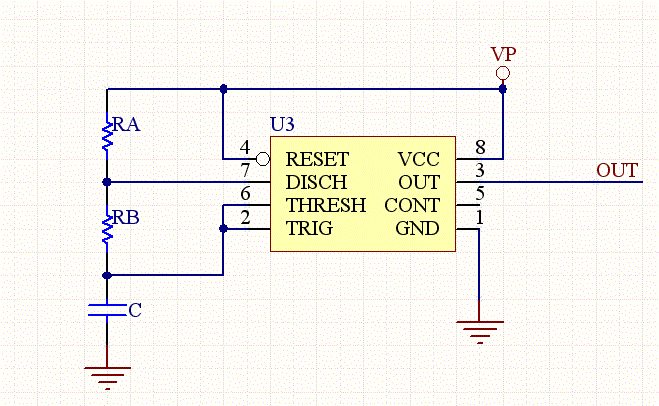 VP
RA
U3
4 RESET VCC 8
7 DISCH OUT 3 OUT
6 THRESH CONT 5
RB
2 TRIG GND 1
C